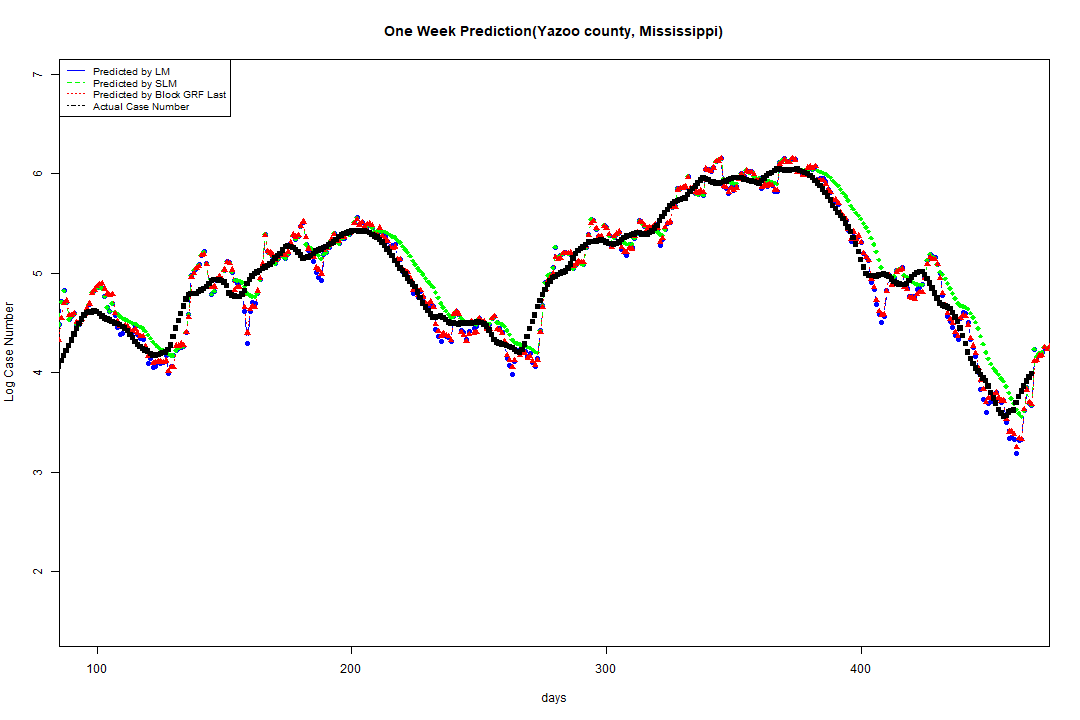 One Week Prediction(Yazoo county, Mississippi)
Predicted by LM
Predicted by SLM
Predicted by Block GRF Last
Actual Case Number
7
6
5
4
3
2
Log Case Number
100 200 300 400
days